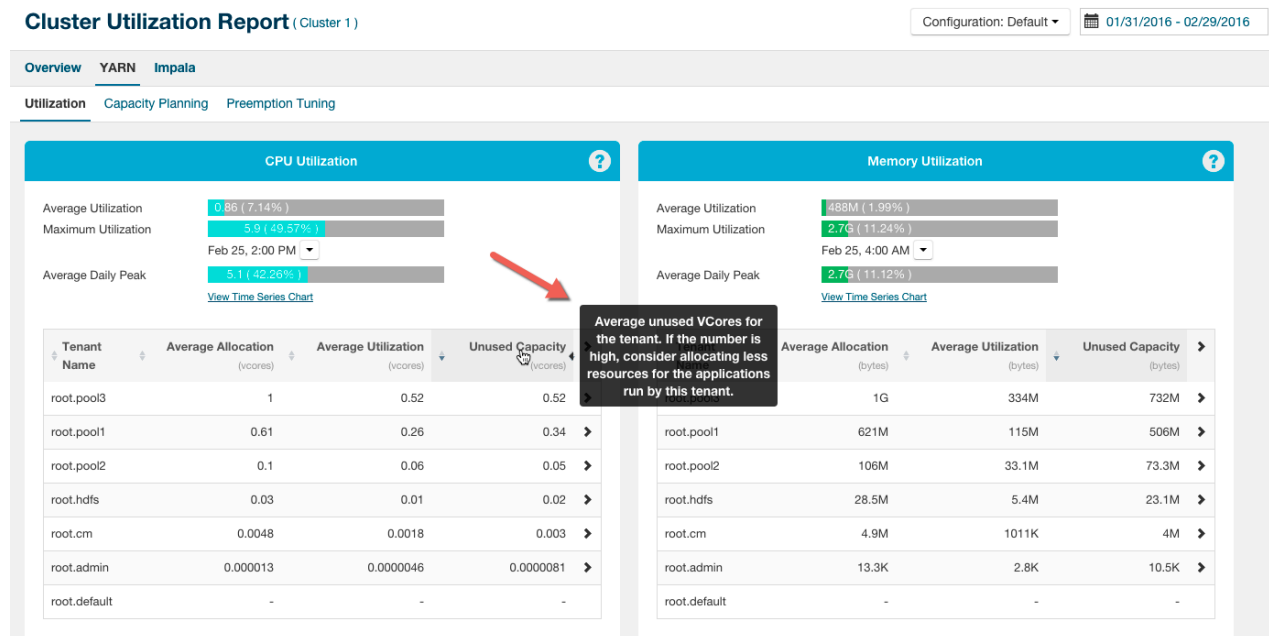 Cluster Utilization Report ( Cluster 1 )
Configuration: Default
01/31/2016 - 02/29/2016
Overview YARN Impala
Utilization Capacity Planning Preemption Tuning
CPU Utilization ?
Average Utilization 0.86 ( 7.14% )
Maximum Utilization 5.9 ( 49.57% )
Feb 25, 2:00 PM
Average Daily Peak 5.1 ( 42.26% )
View Time Series Chart
Tenant Name Average Allocation (vcores) Average Utilization (vcores) Unused Capacity (vcores)
root.pool3 1 0.52 0.52
root.pool1 0.61 0.26 0.34
root.pool2 0.1 0.06 0.05
root.hdfs 0.03 0.01 0.02
root.cm 0.0048 0.0018 0.003
root.admin 0.000013 0.0000046 0.0000081
root.default - - -
Average unused VCores for
the tenant. If the number is
high, consider allocating less
resources for the applications
run by this tenant.
Memory Utilization ?
Average Utilization 488M ( 1.99% )
Maximum Utilization 2.7G ( 11.24% )
Feb 25, 4:00 AM
Average Daily Peak 2.7G ( 11.12% )
View Time Series Chart
Tenant Name Average Allocation (bytes) Average Utilization (bytes) Unused Capacity (bytes)
root.pool3 1G 334M 732M
root.pool1 621M 115M 506M
root.pool2 106M 33.1M 73.3M
root.hdfs 28.5M 5.4M 23.1M
root.cm 4.9M 1011K 4M
root.admin 13.3K 2.8K 10.5K
root.default - - -